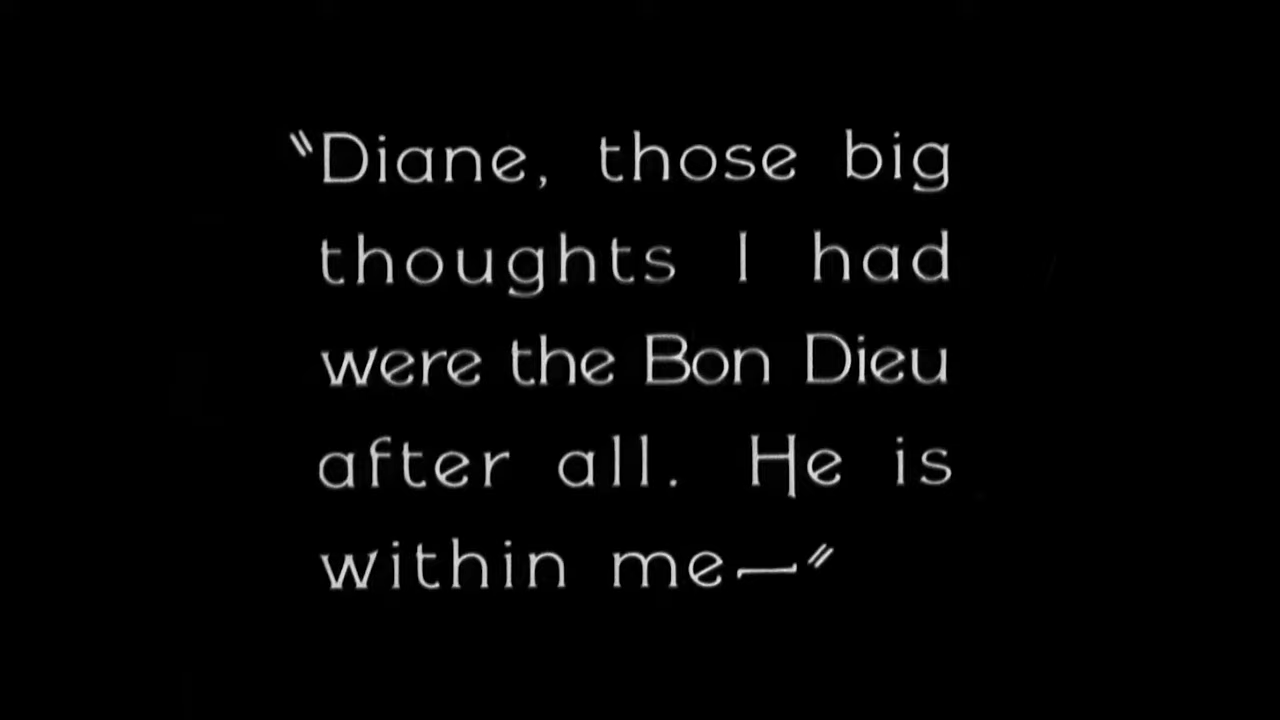 "Diane, those big
thoughts I had
were the Bon Dieu
after all. He is
within me—"